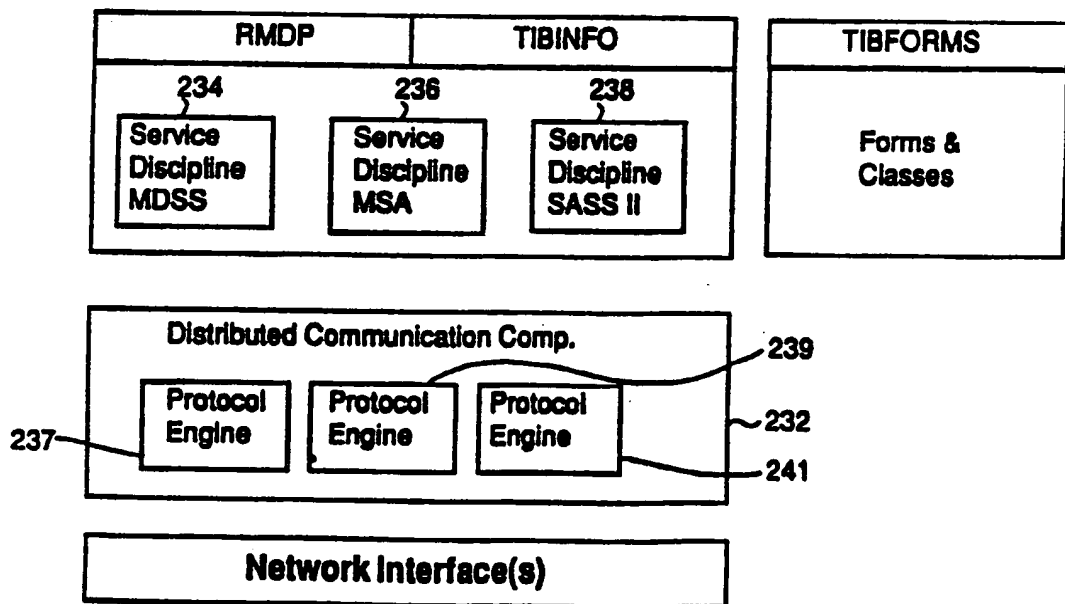 RMDP TIBINFO TIBFORMS
234 236 238
Service
Discipline
MDSS
Service
Discipline
MSA
Service
Discipline
SASS II
Forms &
Classes
Distributed Communication Comp.
239
Protocol
Engine
Protocol
Engine
Protocol
Engine
237
232
241
Network Interface(s)